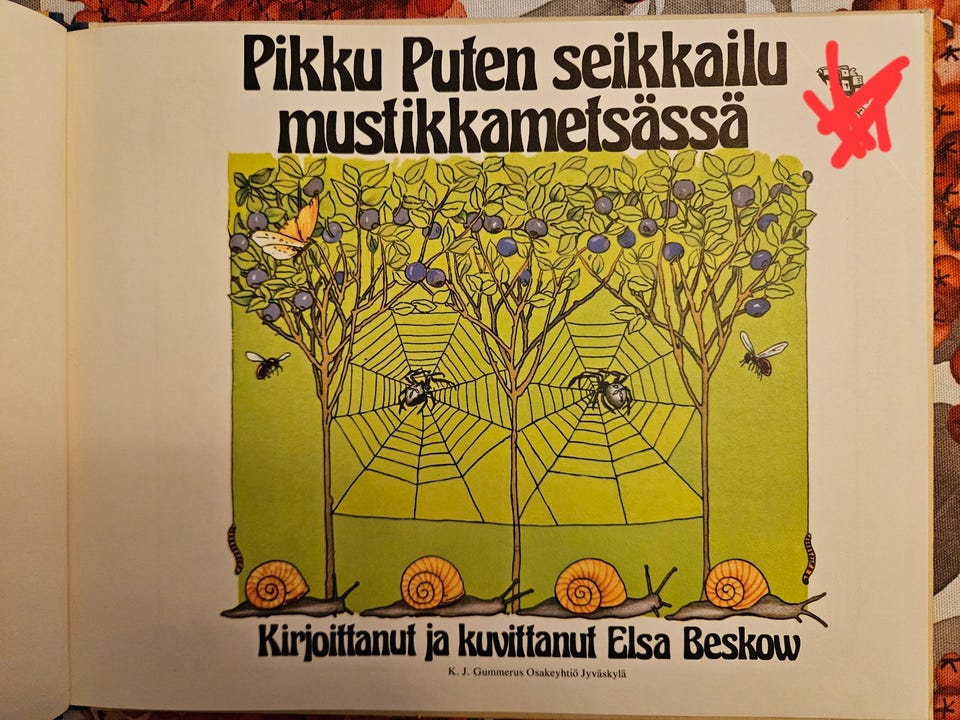 Pikku Puten seikkailu
mustikkametsässä
Kirjoittanut ja kuvittanut Elsa Beskow
K. J. Gummerus Osakeyhtiö Jyväskylä